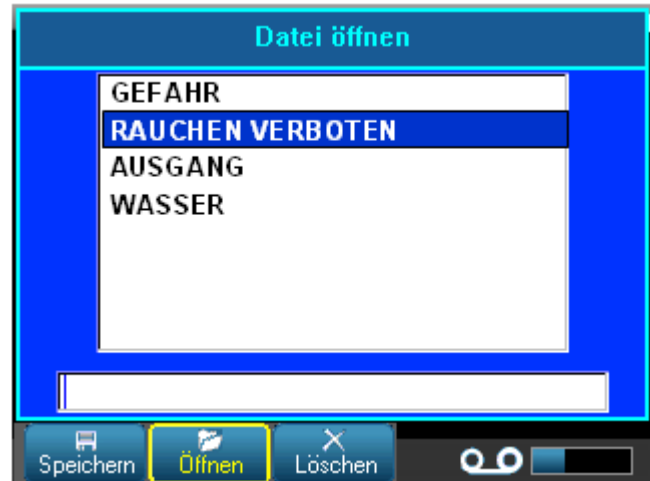 Datei öffnen
GEFAHR
RAUCHEN VERBOTEN
AUSGANG
WASSER
Speichern Öffnen Löschen